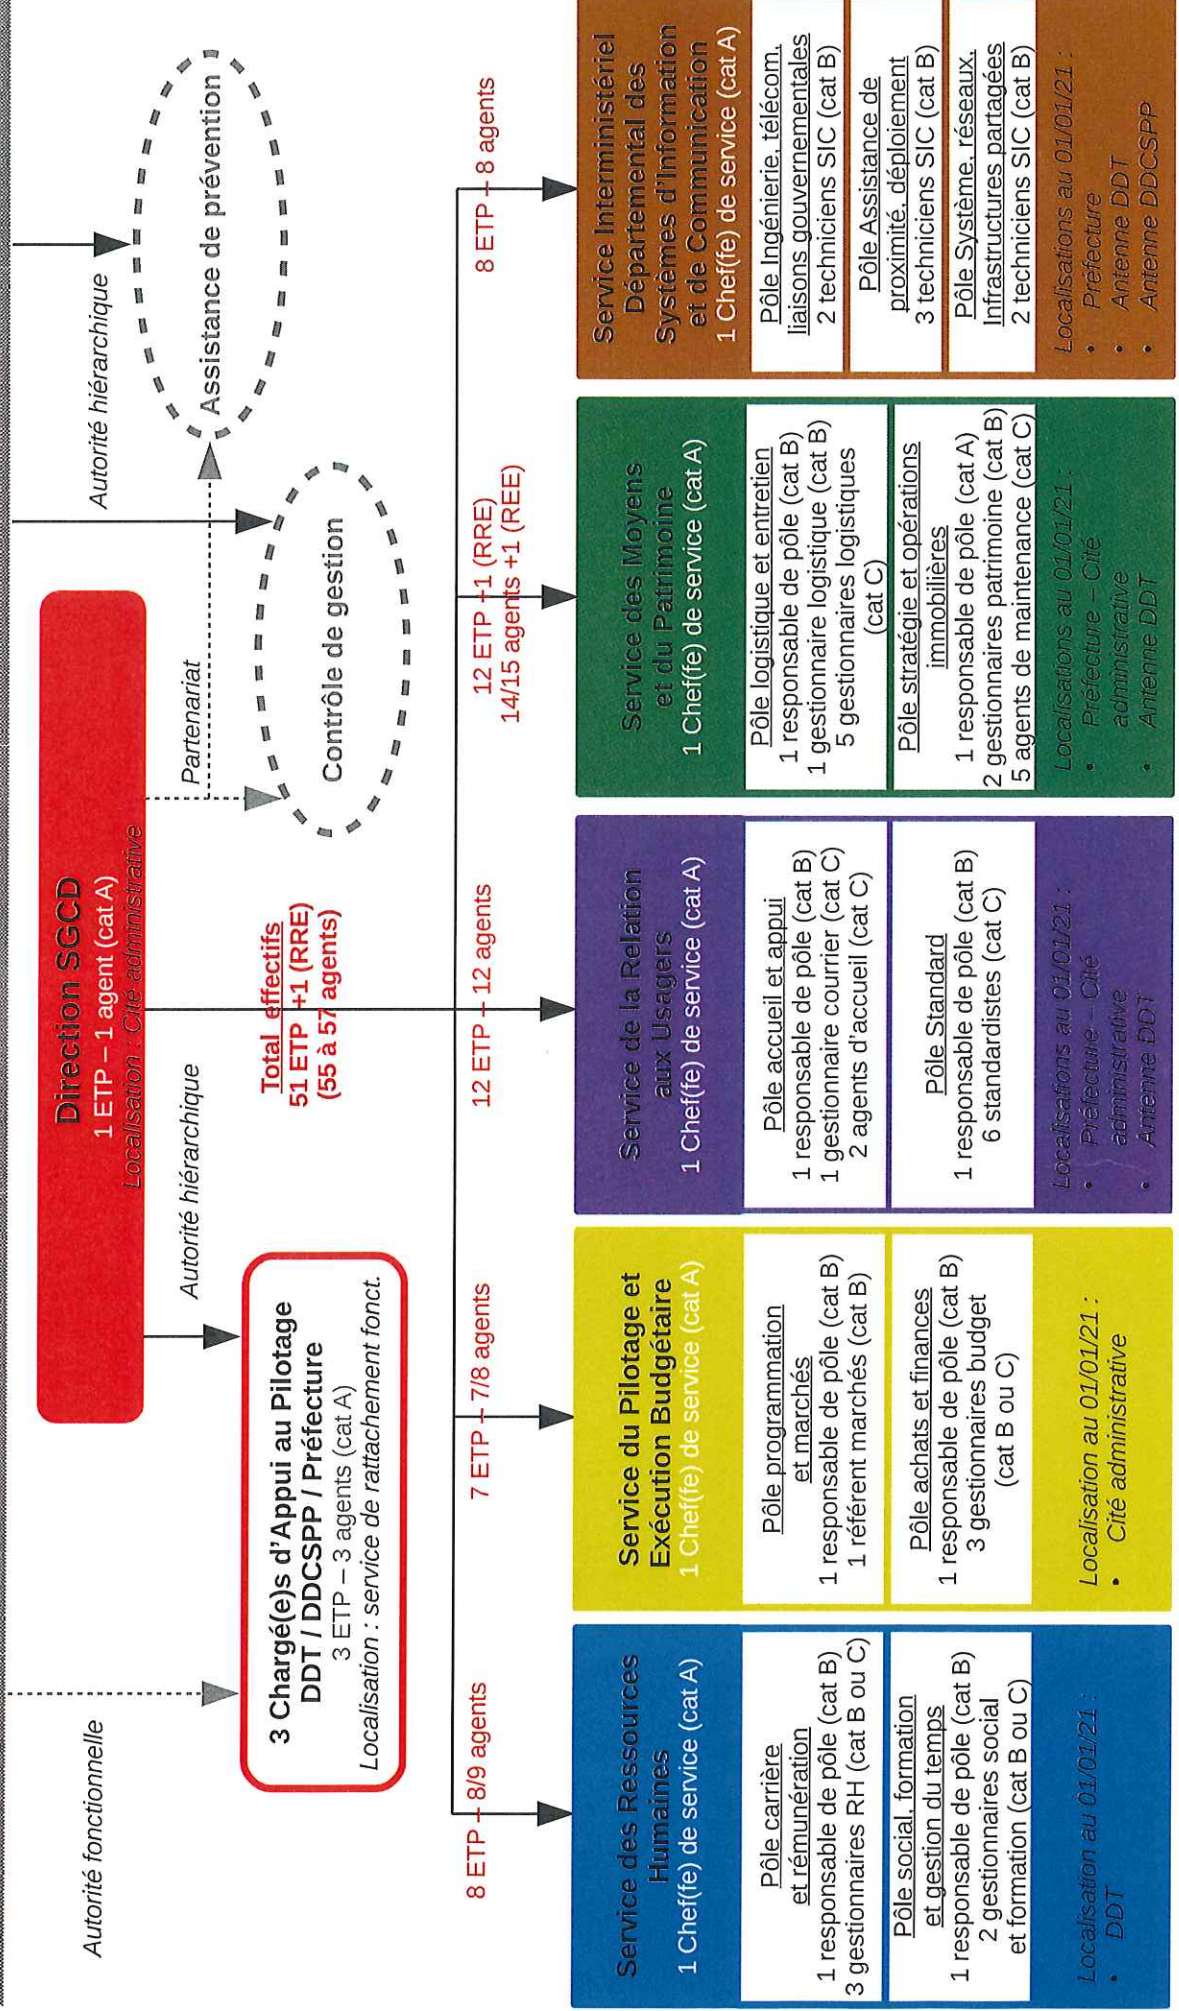 Direction SGCD
1 ETP – 1 agent (cat A)
Localisation : Cité administrative
Autorité fonctionnelle
Autorité hiérarchique
Partenariat
Autorité hiérarchique
3 Chargé(e)s d'Appui au Pilotage
DDT / DDCSPP / Préfecture
3 ETP – 3 agents (cat A)
Localisation : service de rattachement fonct.
Total effectifs
51 ETP +1 (RRE)
(55 à 57 agents)
Contrôle de gestion
Assistance de prévention
8 ETP – 8/9 agents
7 ETP – 7/8 agents
12 ETP – 12 agents
12 ETP +1 (RRE)
14/15 agents +1 (REE)
8 ETP – 8 agents
Service des Ressources
Humaines
1 Chef(fe) de service (cat A)
Pôle carrière
et rémunération
1 responsable de pôle (cat B)
3 gestionnaires RH (cat B ou C)
Pôle social, formation
et gestion du temps
1 responsable de pôle (cat B)
2 gestionnaires social
et formation (cat B ou C)
Localisation au 01/01/21 :
• DDT
Service du Pilotage et
Exécution Budgétaire
1 Chef(fe) de service (cat A)
Pôle programmation
et marchés
1 responsable de pôle (cat B)
1 référent marchés (cat B)
Pôle achats et finances
1 responsable de pôle (cat B)
3 gestionnaires budget
(cat B ou C)
Localisation au 01/01/21 :
• Cité administrative
Service de la Relation
aux Usagers
1 Chef(fe) de service (cat A)
Pôle accueil et appui
1 responsable de pôle (cat B)
1 gestionnaire courrier (cat C)
2 agents d'accueil (cat C)
Pôle Standard
1 responsable de pôle (cat B)
6 standardistes (cat C)
Localisations au 01/01/21 :
• Préfecture – Cité
administrative
• Antenne DDT
Service des Moyens
et du Patrimoine
1 Chef(fe) de service (cat A)
Pôle logistique et entretien
1 responsable de pôle (cat B)
1 gestionnaire logistique (cat B)
5 gestionnaires logistiques
(cat C)
Pôle stratégie et opérations
immobilières
1 responsable de pôle (cat A)
2 gestionnaires patrimoine (cat B)
5 agents de maintenance (cat C)
Localisations au 01/01/21 :
• Préfecture – Cité
administrative
• Antenne DDT
Service Interministériel
Départemental des
Systèmes d'Information
et de Communication
1 Chef(fe) de service (cat A)
Pôle Ingénierie, télécom,
liaisons gouvernementales
2 techniciens SIC (cat B)
Pôle Assistance de
proximité, déploiement
3 techniciens SIC (cat B)
Pôle Système, réseaux,
Infrastructures partagées
2 techniciens SIC (cat B)
Localisations au 01/01/21 :
• Préfecture
• Antenne DDT
• Antenne DDCSPP